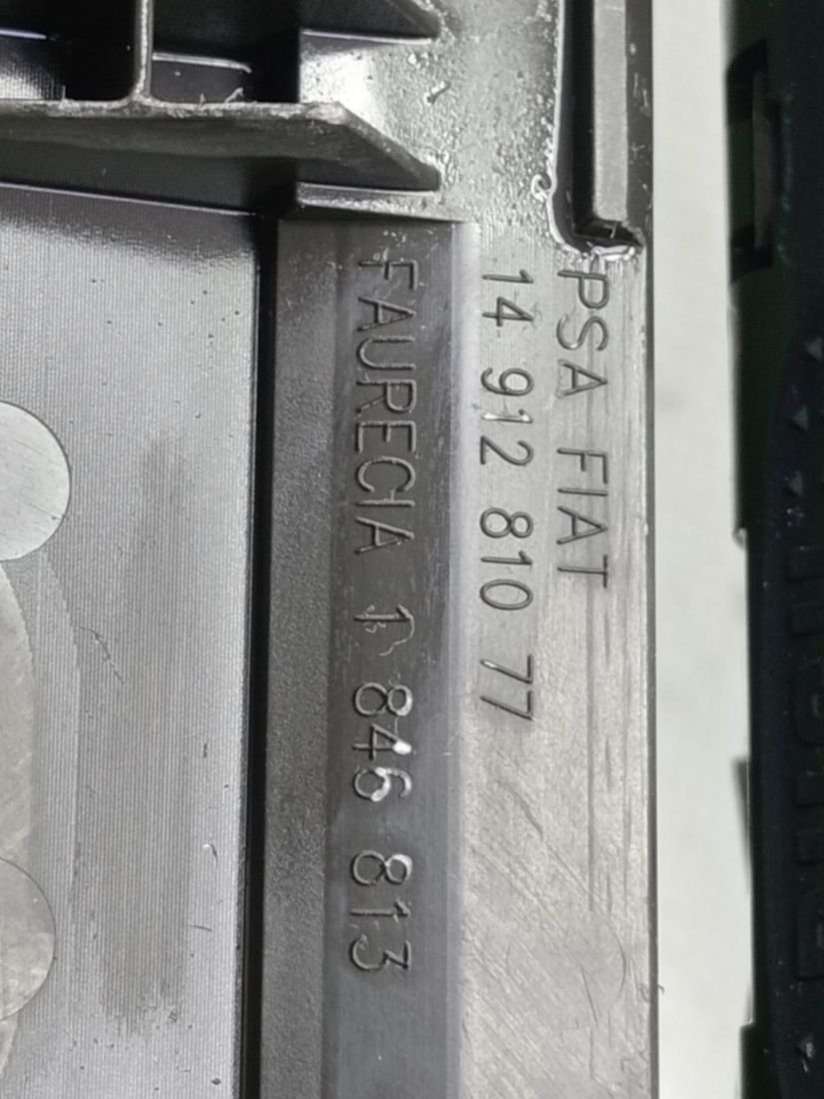 PSA FIAT
14 912 810 77
FAURECIA 1 846 813